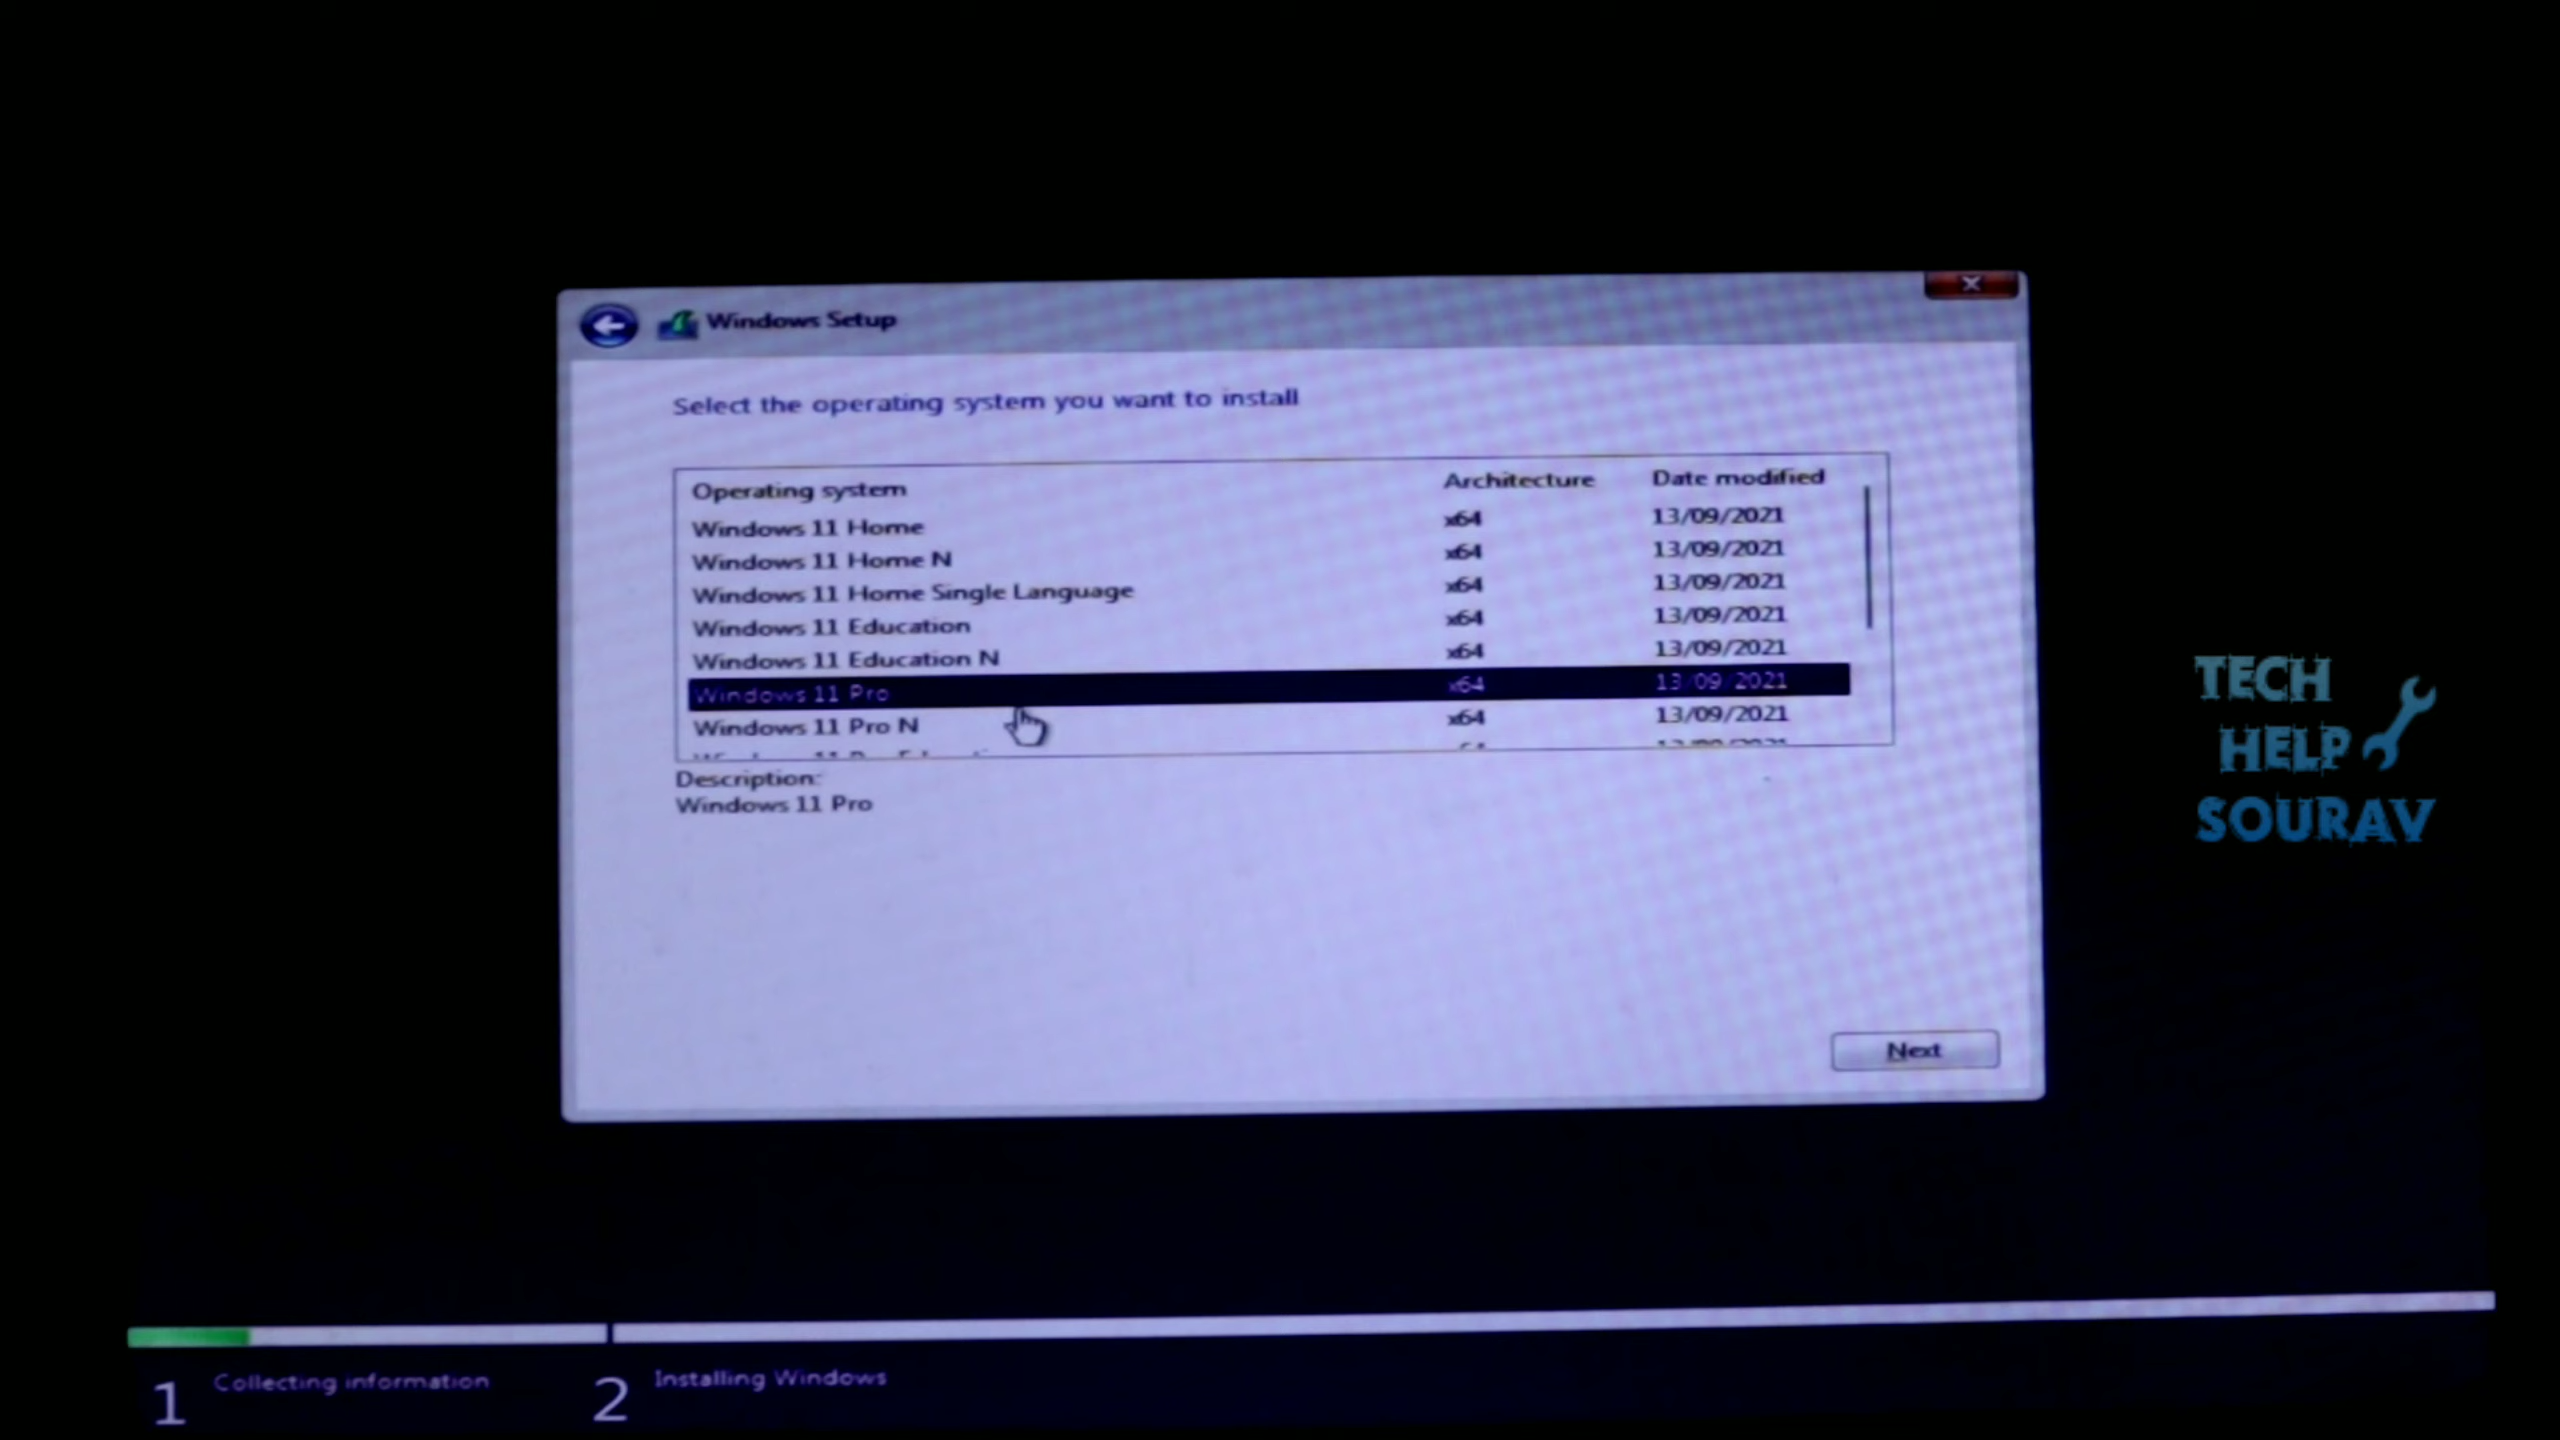 Windows Setup
Select the operating system you want to install
Operating system Architecture Date modified
Windows 11 Home x64 13/09/2021
Windows 11 Home N x64 13/09/2021
Windows 11 Home Single Language x64 13/09/2021
Windows 11 Education x64 13/09/2021
Windows 11 Education N x64 13/09/2021
Windows 11 Pro x64 13/09/2021
Windows 11 Pro N x64 13/09/2021
Description:
Windows 11 Pro
Next
TECH
HELP
SOURAV
1 Collecting information 2 Installing Windows